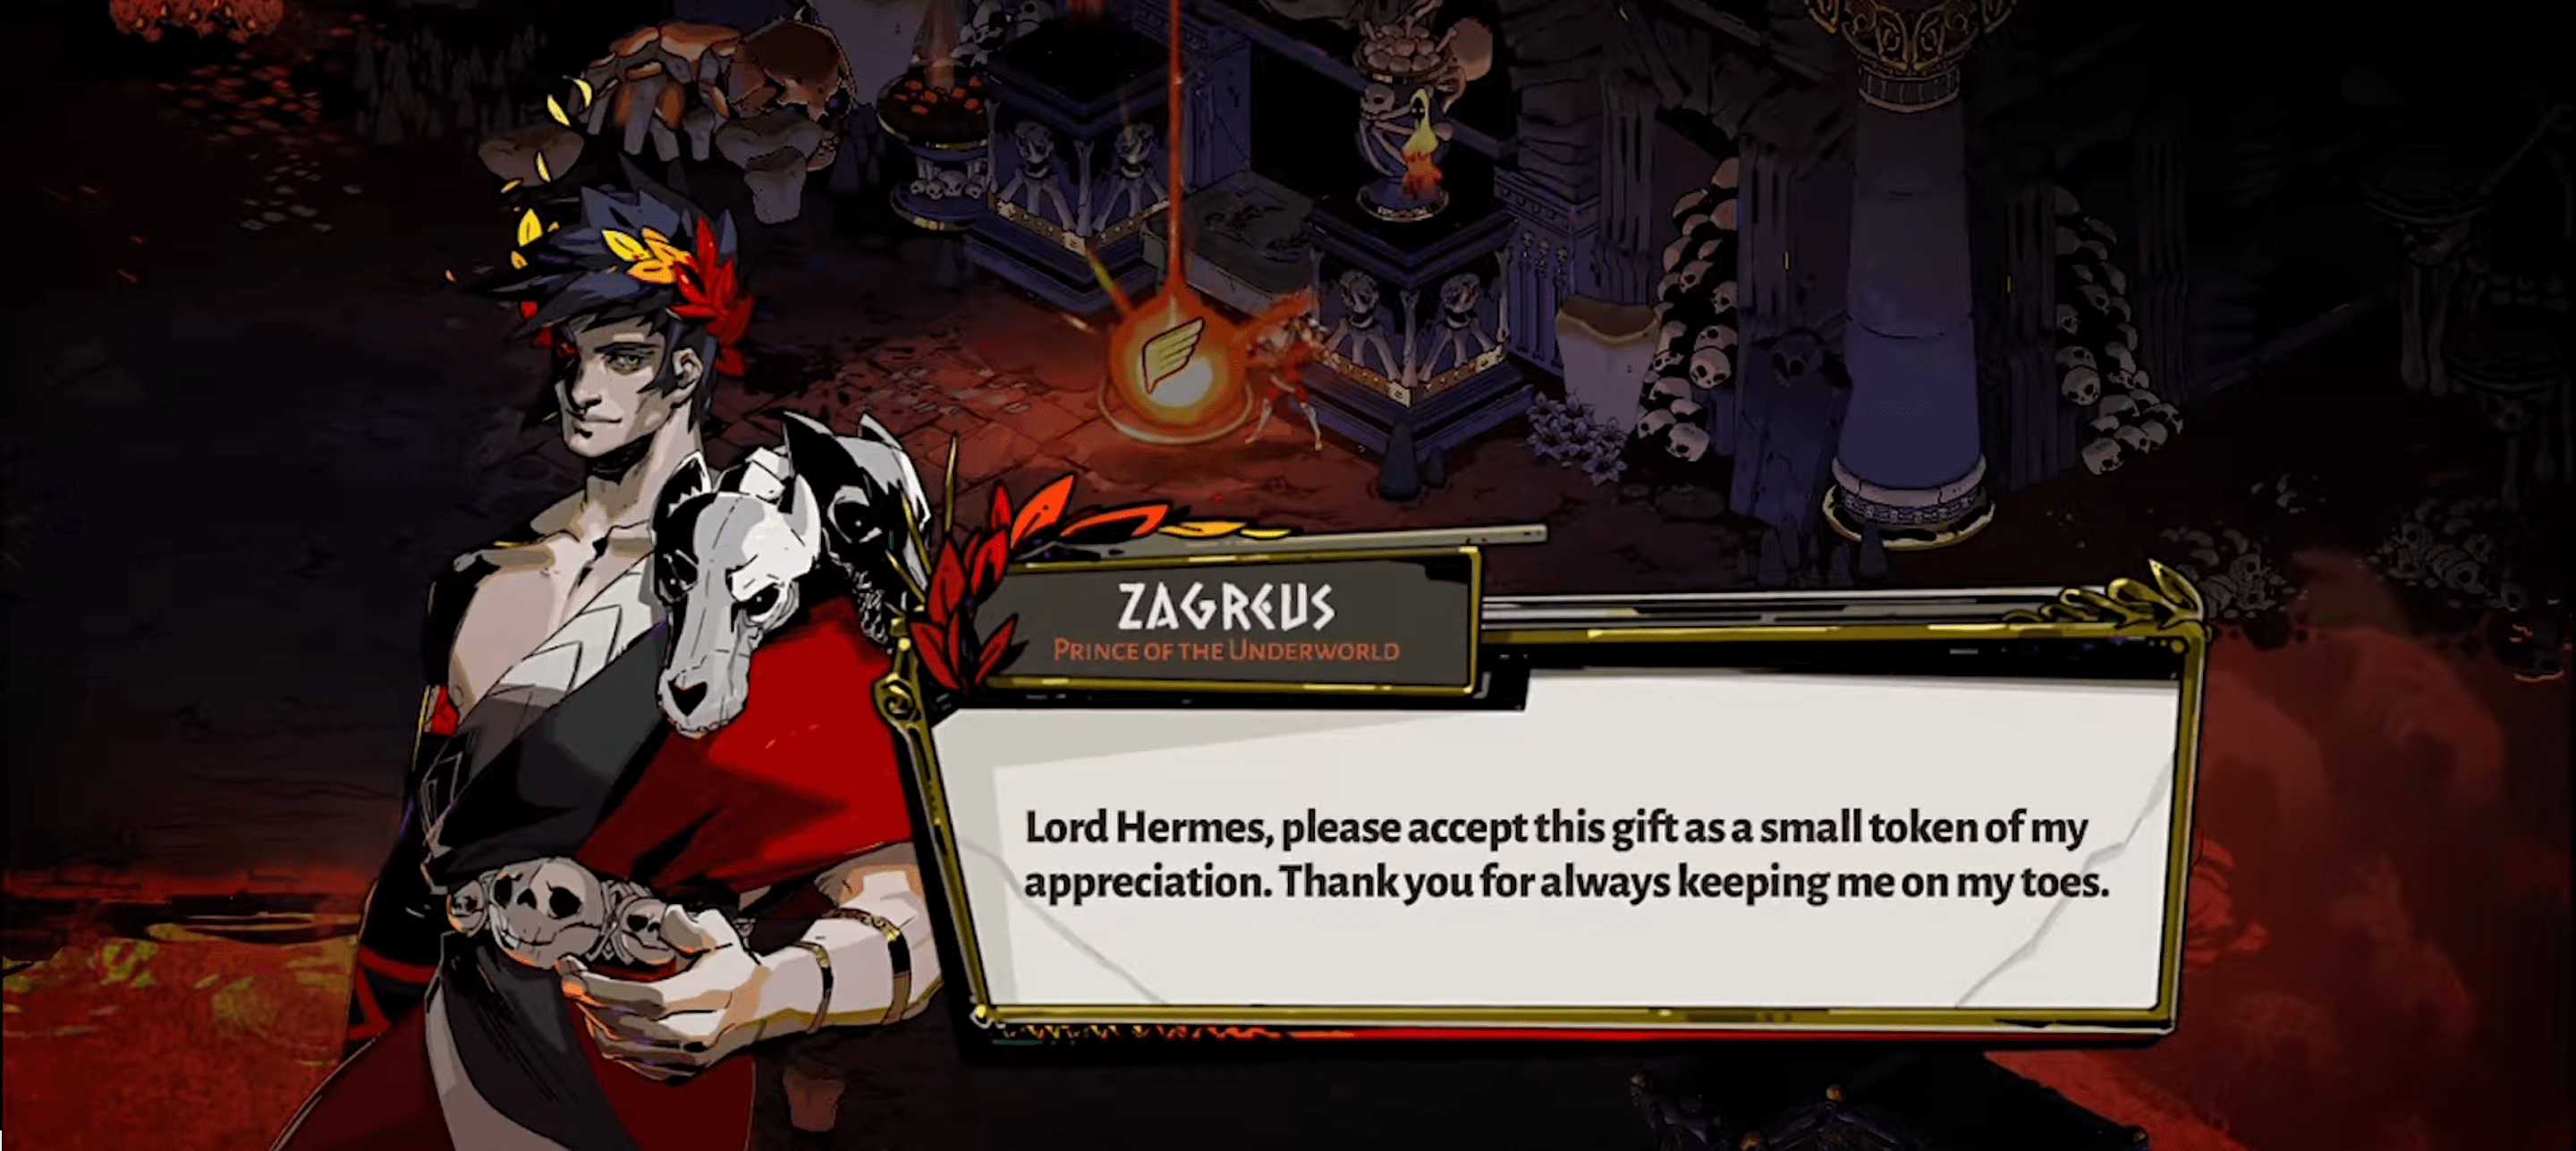 ZAGREUS
PRINCE OF THE UNDERWORLD
Lord Hermes, please accept this gift as a small token of my
appreciation. Thank you for always keeping me on my toes.